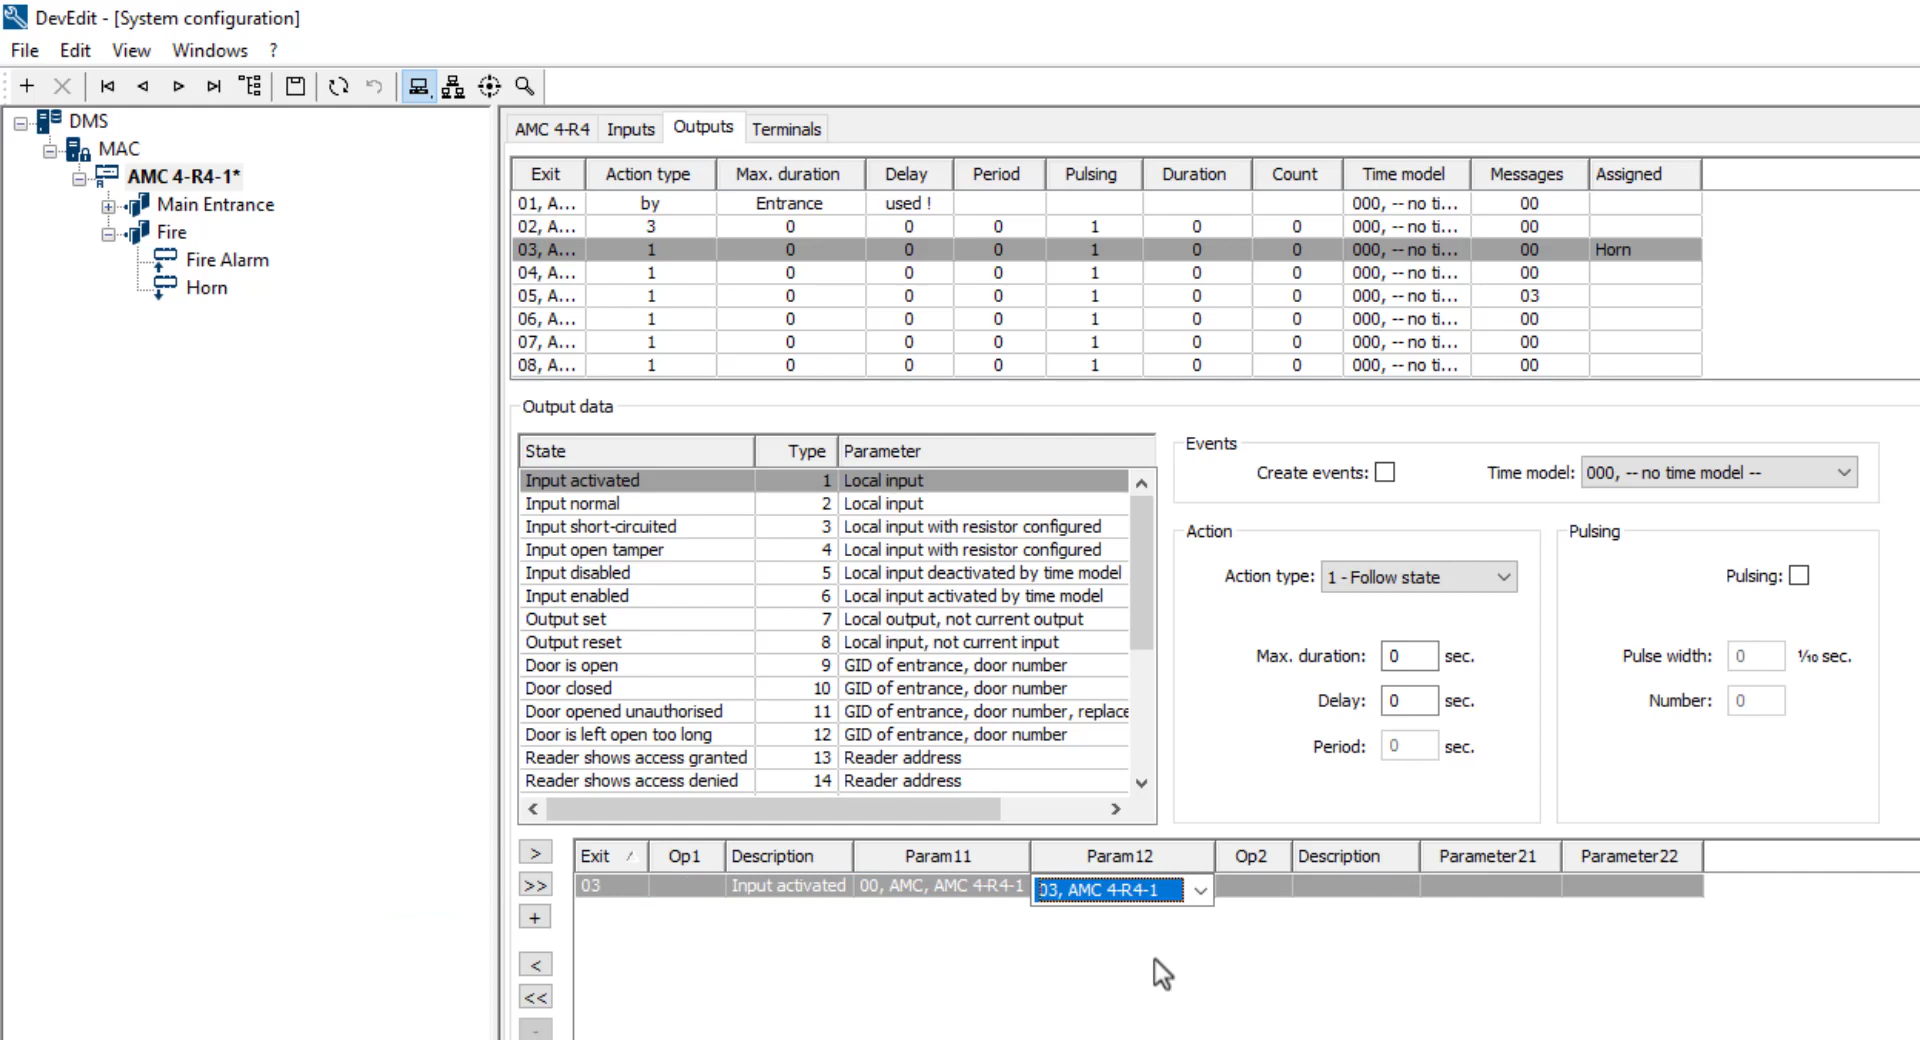 DevEdit - [System configuration]
File Edit View Windows ?
DMS
MAC
AMC 4-R4-1*
Main Entrance
Fire
Fire Alarm
Horn
AMC 4-R4 Inputs Outputs Terminals
Exit Action type Max. duration Delay Period Pulsing Duration Count Time model Messages Assigned
01, A... by Entrance used ! 000, -- no ti... 00
02, A... 3 0 0 0 1 0 0 000, -- no ti... 00
03, A... 1 0 0 0 1 0 0 000, -- no ti... 00 Horn
04, A... 1 0 0 0 1 0 0 000, -- no ti... 00
05, A... 1 0 0 0 1 0 0 000, -- no ti... 03
06, A... 1 0 0 0 1 0 0 000, -- no ti... 00
07, A... 1 0 0 0 1 0 0 000, -- no ti... 00
08, A... 1 0 0 0 1 0 0 000, -- no ti... 00
Output data
State Type Parameter
Input activated 1 Local input
Input normal 2 Local input
Input short-circuited 3 Local input with resistor configured
Input open tamper 4 Local input with resistor configured
Input disabled 5 Local input deactivated by time model
Input enabled 6 Local input activated by time model
Output set 7 Local output, not current output
Output reset 8 Local input, not current input
Door is open 9 GID of entrance, door number
Door closed 10 GID of entrance, door number
Door opened unauthorised 11 GID of entrance, door number, replace
Door is left open too long 12 GID of entrance, door number
Reader shows access granted 13 Reader address
Reader shows access denied 14 Reader address
Events
Create events: Time model: 000, -- no time model --
Action
Action type: 1 - Follow state
Max. duration: 0 sec.
Delay: 0 sec.
Period: 0 sec.
Pulsing
Pulsing:
Pulse width: 0 1/10 sec.
Number: 0
>
>>
+
<
<<
-
Exit Op1 Description Param11 Param12 Op2 Description Parameter21 Parameter22
03 Input activated 00, AMC, AMC 4-R4-1 03, AMC 4-R4-1